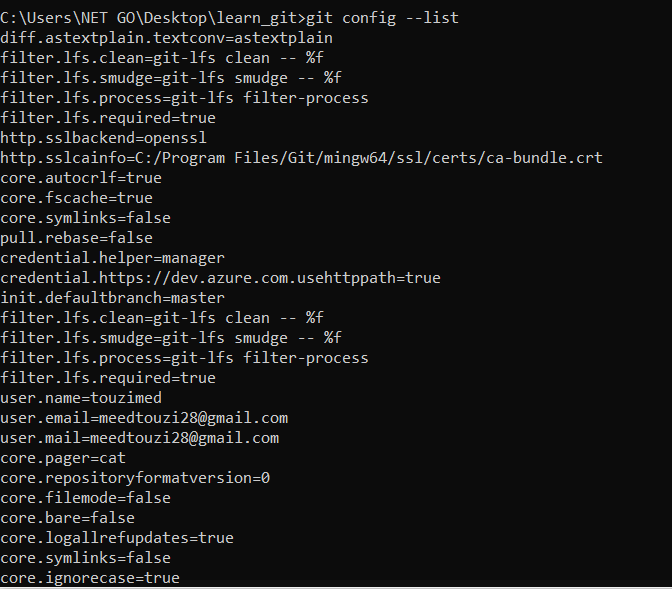 C:\Users\NET GO\Desktop\learn_git>git config --list
diff.astextplain.textconv=astextplain
filter.lfs.clean=git-lfs clean -- %f
filter.lfs.smudge=git-lfs smudge -- %f
filter.lfs.process=git-lfs filter-process
filter.lfs.required=true
http.sslbackend=openssl
http.sslcainfo=C:/Program Files/Git/mingw64/ssl/certs/ca-bundle.crt
core.autocrlf=true
core.fscache=true
core.symlinks=false
pull.rebase=false
credential.helper=manager
credential.https://dev.azure.com.usehttppath=true
init.defaultbranch=master
filter.lfs.clean=git-lfs clean -- %f
filter.lfs.smudge=git-lfs smudge -- %f
filter.lfs.process=git-lfs filter-process
filter.lfs.required=true
user.name=touzimed
user.email=meedtouzi28@gmail.com
user.mail=meedtouzi28@gmail.com
core.pager=cat
core.repositoryformatversion=0
core.filemode=false
core.bare=false
core.logallrefupdates=true
core.symlinks=false
core.ignorecase=true